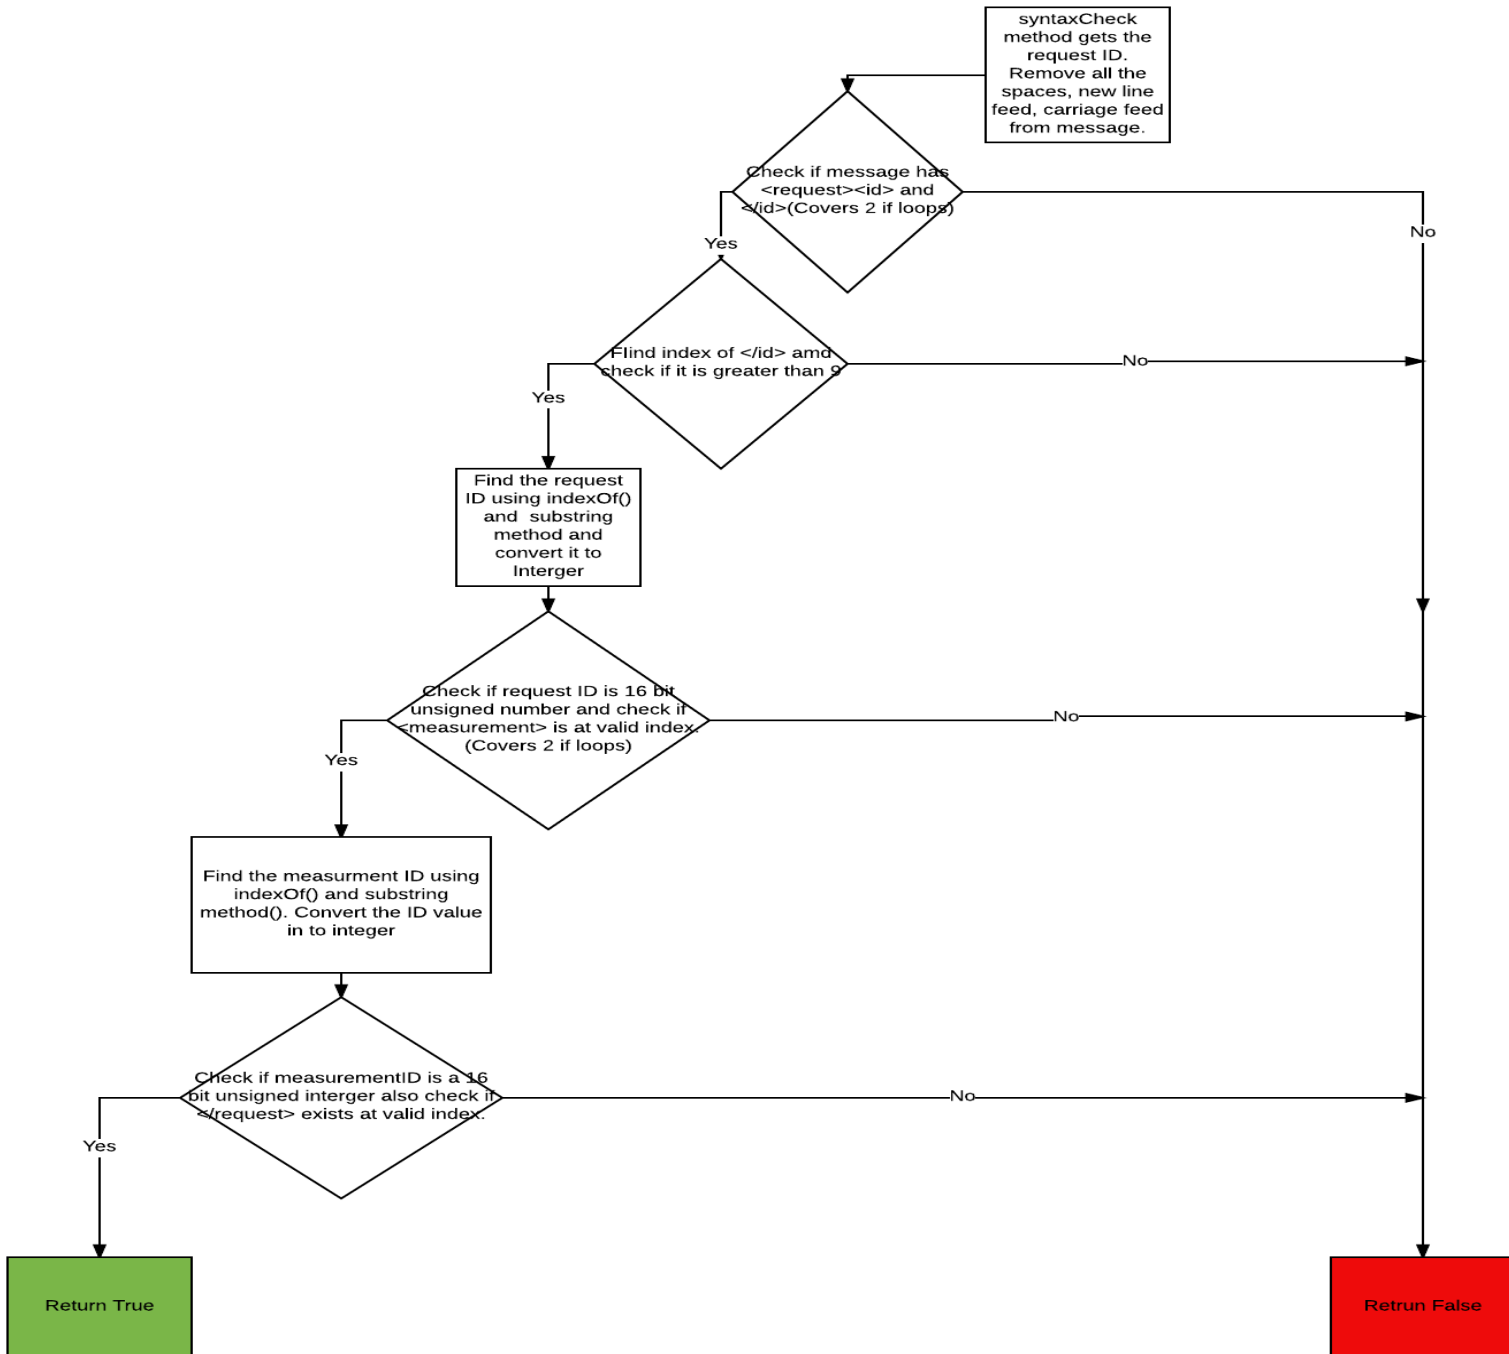 syntaxCheck
method gets the
request ID.
Remove all the
spaces, new line
feed, carriage feed
from message.
Check if message has
<request><id> and
</id>(Covers 2 if loops)
No
Yes
FIind index of </id> amd
check if it is greater than 9
No
Yes
Find the request
ID using indexOf()
and substring
method and
convert it to
Interger
Check if request ID is 16 bit
unsigned number and check if
<measurement> is at valid index.
(Covers 2 if loops)
No
Yes
Find the measurment ID using
indexOf() and substring
method(). Convert the ID value
in to integer
Check if measurementID is a 16
bit unsigned interger also check if
</request> exists at valid index.
No
Yes
Return True
Retrun False